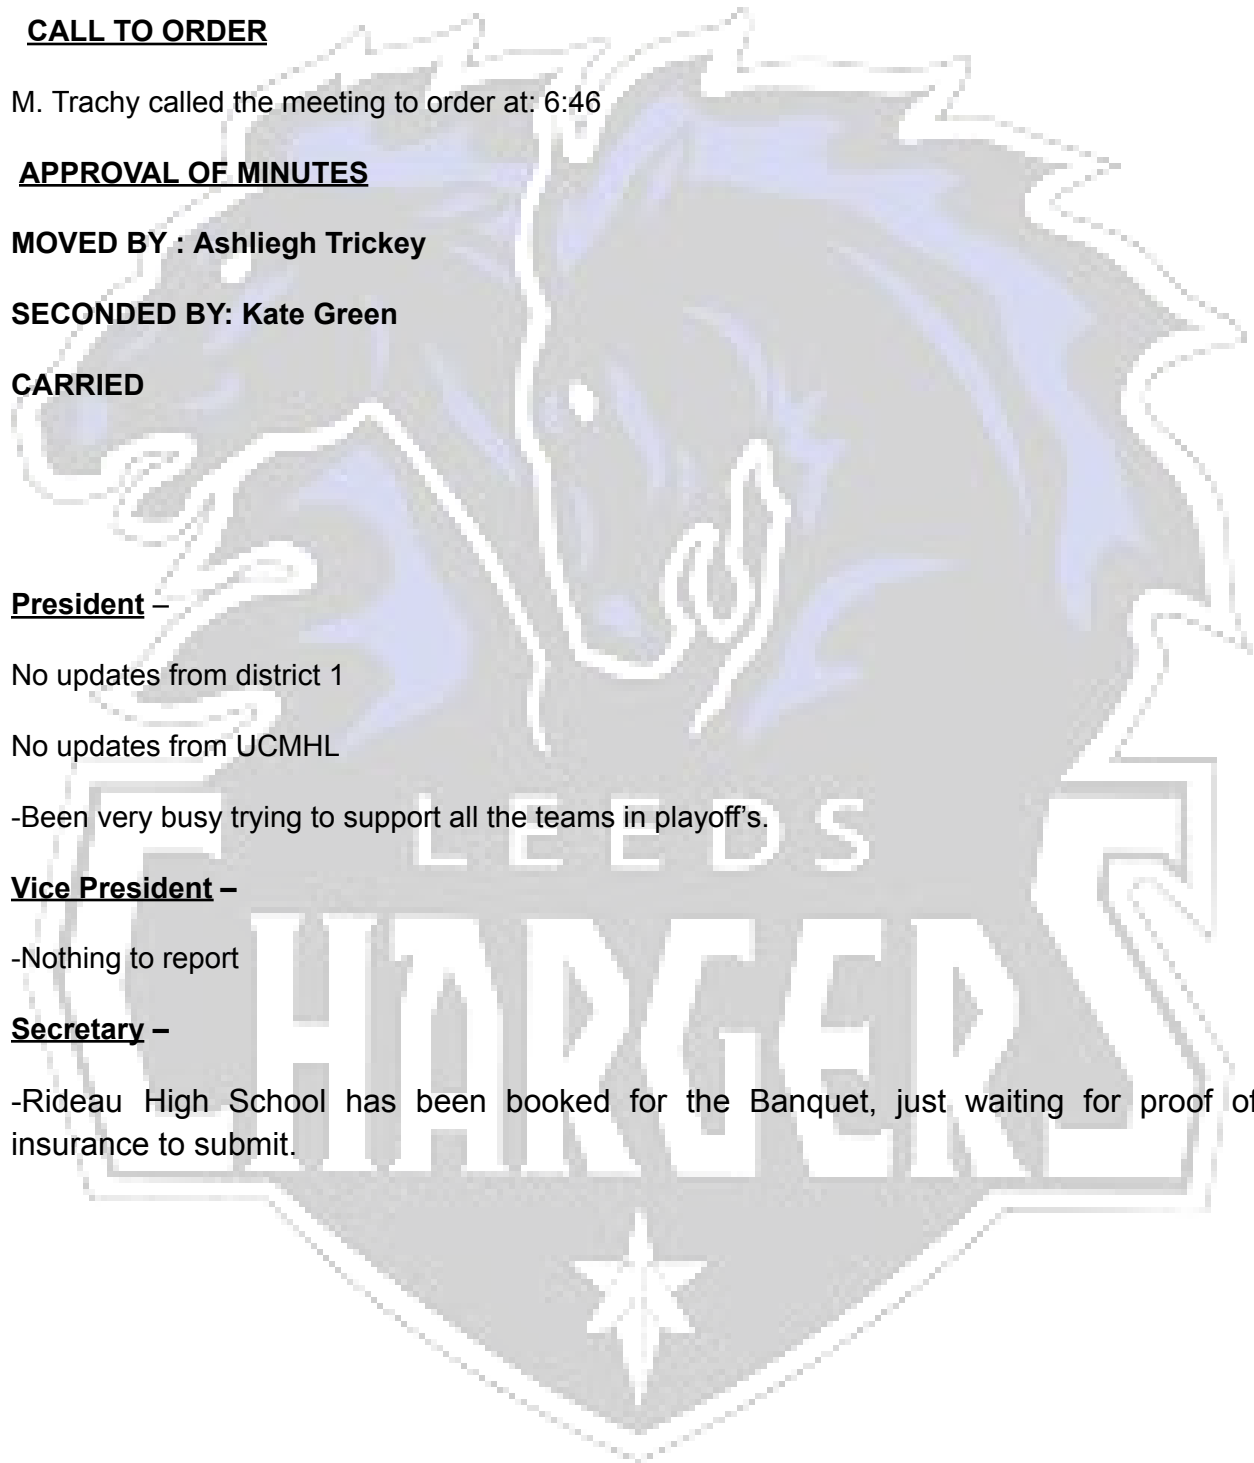 CALL TO ORDER
M. Trachy called the meeting to order at: 6:46
APPROVAL OF MINUTES
MOVED BY : Ashliegh Trickey
SECONDED BY: Kate Green
CARRIED
President –
No updates from district 1
No updates from UCMHL
-Been very busy trying to support all the teams in playoff’s.
LEEDS
Vice President –
-Nothing to report
CHARGERS
Secretary –
-Rideau High School has been booked for the Banquet, just waiting for proof of
insurance to submit.